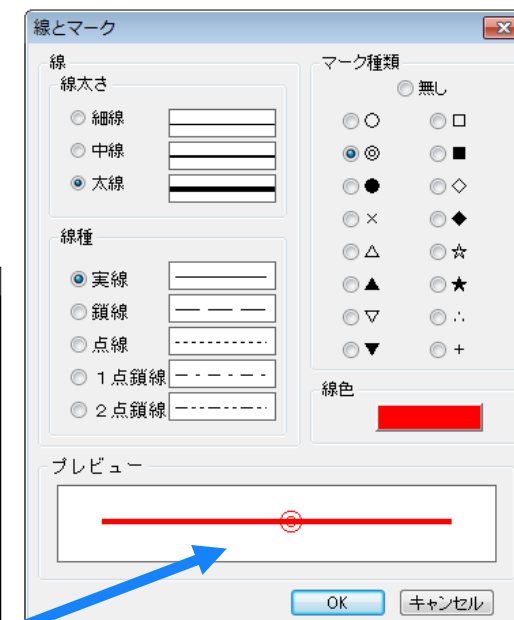 線とマーク
線
線太さ
細線
中線
太線
線種
実線
鎖線
点線
1点鎖線
2点鎖線
マーク種類
無し
○ □
◎ ■
● ◇
× ◆
△ ☆
▲ ★
▽ ∴
▼ +
線色
プレビュー
OK キャンセル